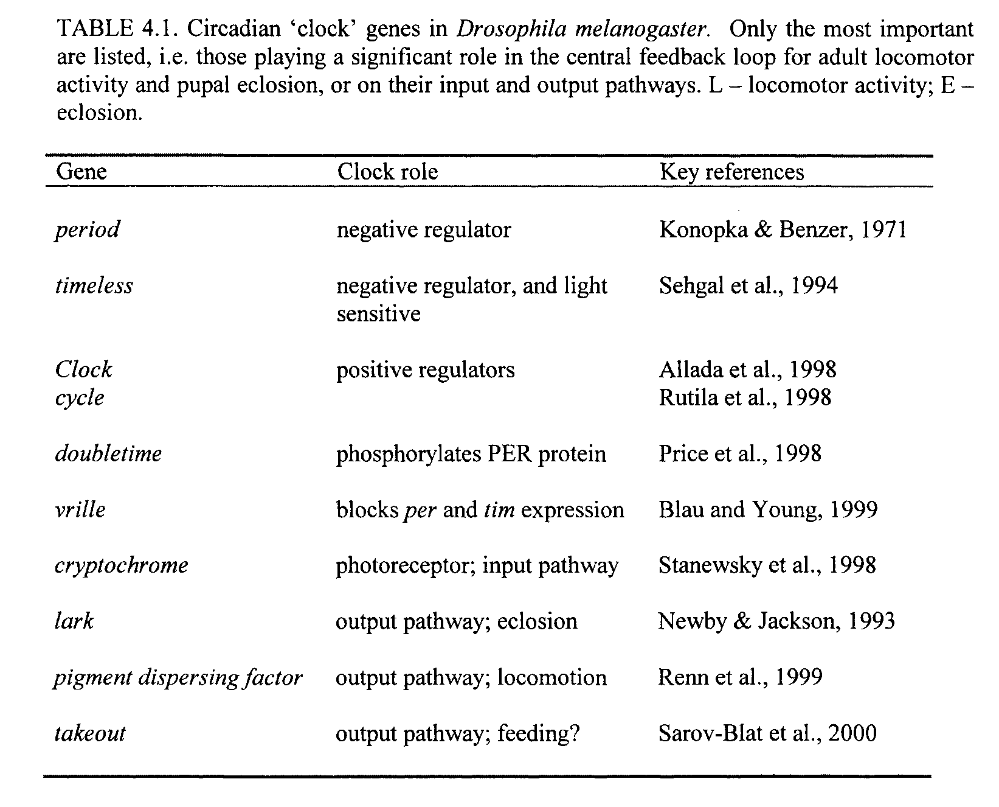 TABLE 4.1. Circadian ‘clock’ genes in Drosophila melanogaster. Only the most important
are listed, i.e. those playing a significant role in the central feedback loop for adult locomotor
activity and pupal eclosion, or on their input and output pathways. L – locomotor activity; E –
eclosion.
Gene Clock role Key references
period negative regulator Konopka & Benzer, 1971
timeless negative regulator, and light Sehgal et al., 1994
sensitive
Clock positive regulators Allada et al., 1998
cycle Rutila et al., 1998
doubletime phosphorylates PER protein Price et al., 1998
vrille blocks per and tim expression Blau and Young, 1999
cryptochrome photoreceptor; input pathway Stanewsky et al., 1998
lark output pathway; eclosion Newby & Jackson, 1993
pigment dispersing factor output pathway; locomotion Renn et al., 1999
takeout output pathway; feeding? Sarov-Blat et al., 2000